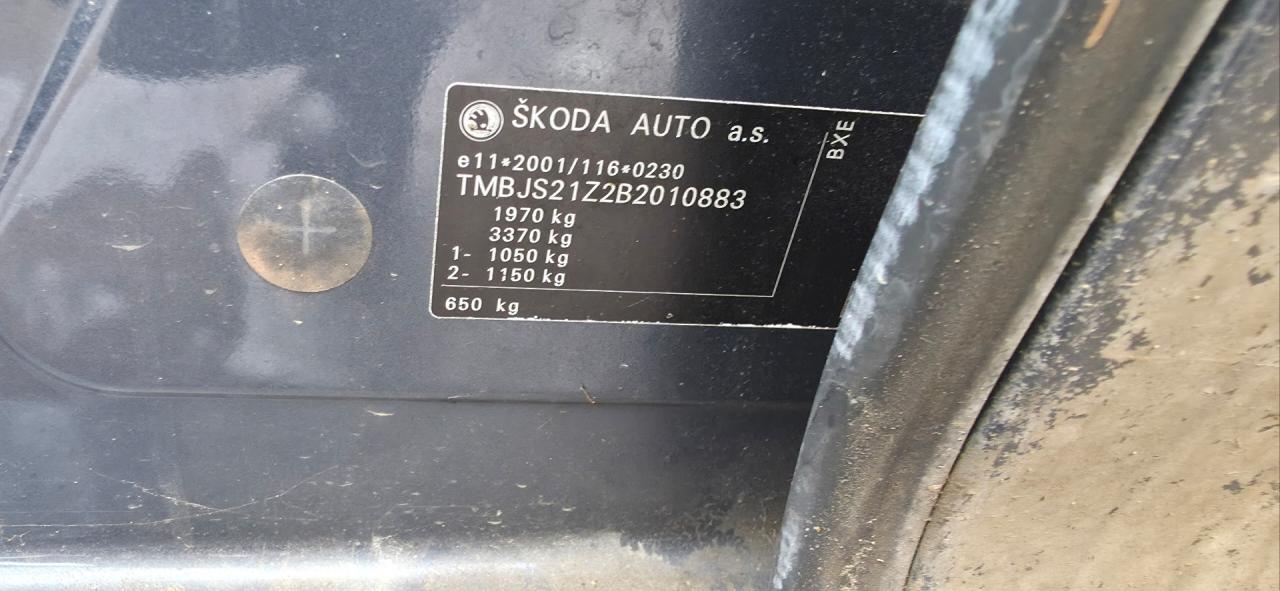 ŠKODA AUTO a.s.
BXE
e11*2001/116*0230
TMBJS21Z2B2010883
1970 kg
3370 kg
1- 1050 kg
2- 1150 kg
650 kg